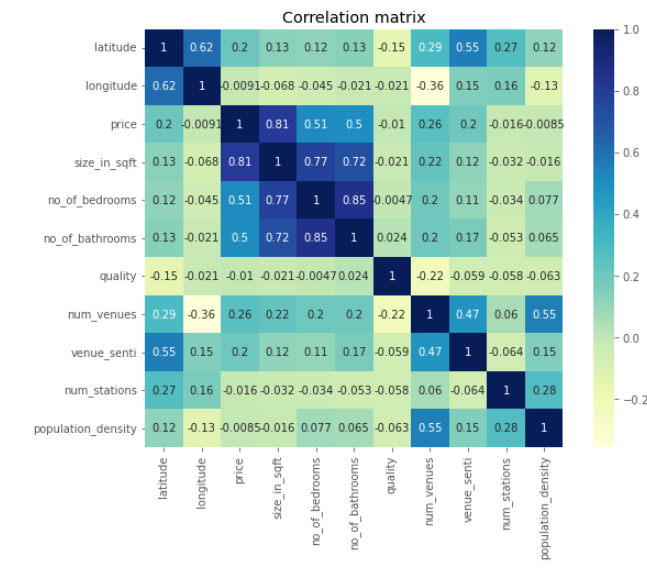 Correlation matrix
latitude 1 0.62 0.2 0.13 0.12 0.13 -0.15 0.29 0.55 0.27 0.12
longitude 0.62 1 -0.0091 -0.068 -0.045 -0.021 -0.021 -0.36 0.15 0.16 -0.13
price 0.2 -0.0091 1 0.81 0.51 0.5 -0.01 0.26 0.2 -0.016 -0.0085
size_in_sqft 0.13 -0.068 0.81 1 0.77 0.72 -0.021 0.22 0.12 -0.032 -0.016
no_of_bedrooms 0.12 -0.045 0.51 0.77 1 0.85 -0.0047 0.2 0.11 -0.034 0.077
no_of_bathrooms 0.13 -0.021 0.5 0.72 0.85 1 0.024 0.2 0.17 -0.053 0.065
quality -0.15 -0.021 -0.01 -0.021 -0.0047 0.024 1 -0.22 -0.059 -0.058 -0.063
num_venues 0.29 -0.36 0.26 0.22 0.2 0.2 -0.22 1 0.47 0.06 0.55
venue_senti 0.55 0.15 0.2 0.12 0.11 0.17 -0.059 0.47 1 -0.064 0.15
num_stations 0.27 0.16 -0.016 -0.032 -0.034 -0.053 -0.058 0.06 -0.064 1 0.28
population_density 0.12 -0.13 -0.0085 -0.016 0.077 0.065 -0.063 0.55 0.15 0.28 1
latitude
longitude
price
size_in_sqft
no_of_bedrooms
no_of_bathrooms
quality
num_venues
venue_senti
num_stations
population_density
1.0
0.8
0.6
0.4
0.2
0.0
−0.2